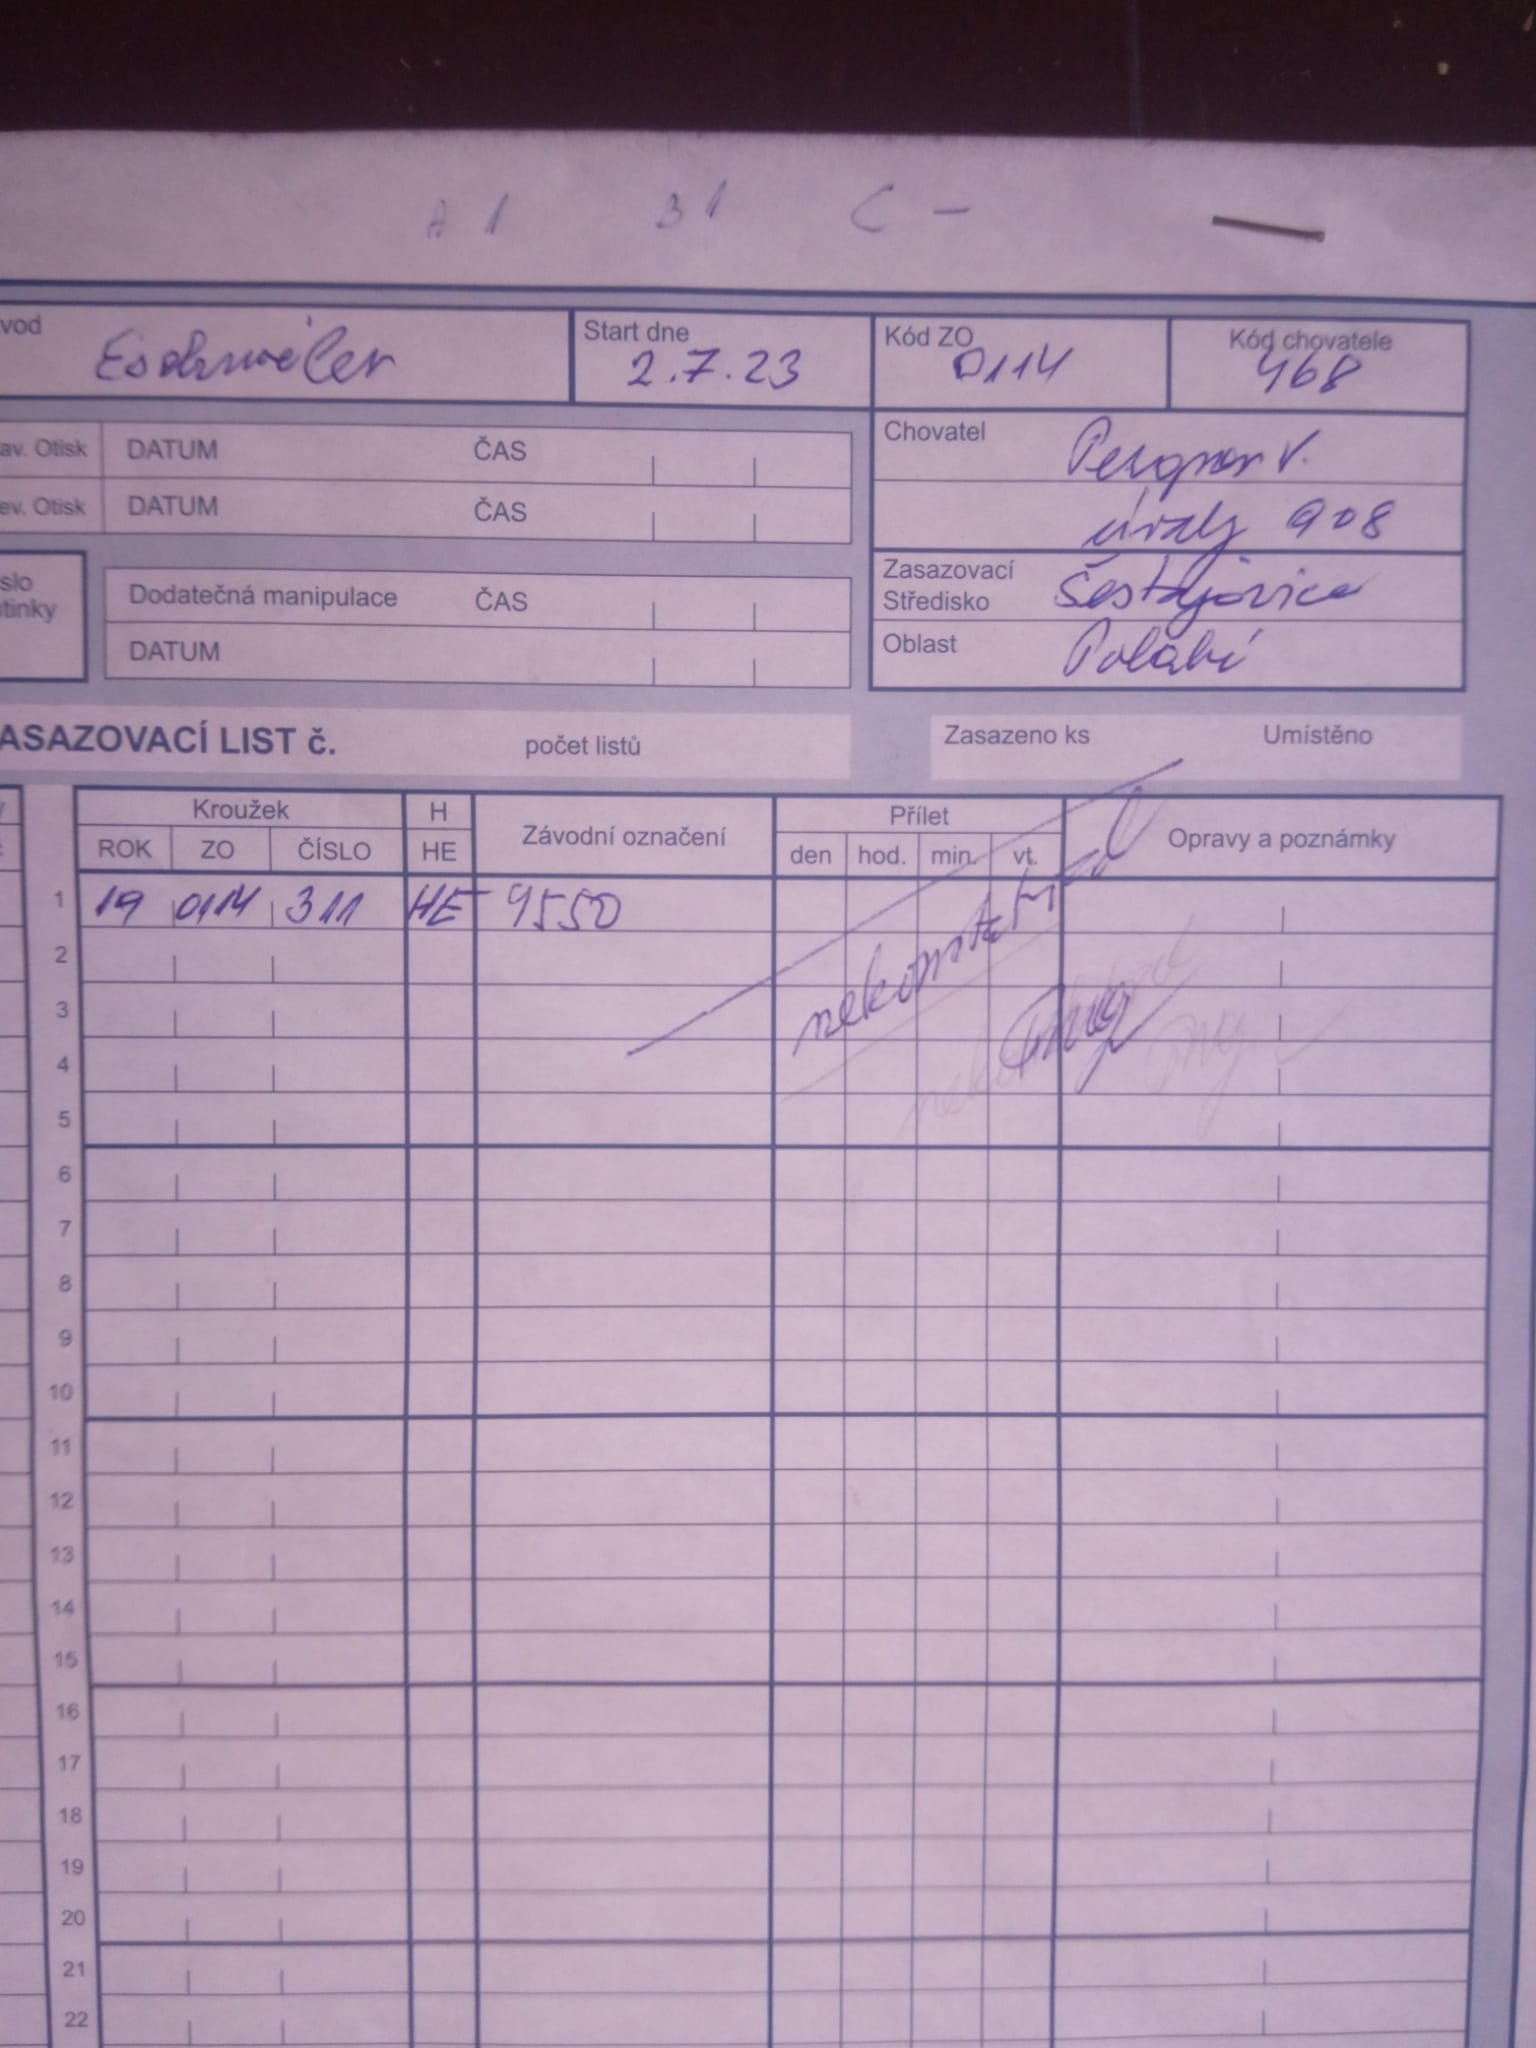 A 1 B 1 C -
vod Eschweiler
Start dne 2.7.23
Kód ZO 0114
Kód chovatele 468
av. Otisk DATUM ČAS
ev. Otisk DATUM ČAS
slo
tinky
Dodatečná manipulace ČAS
DATUM
Chovatel
908
Zasazovací
Středisko Šestajovice
Oblast Polabí
ASAZOVACÍ LIST č. počet listů
Zasazeno ks Umístěno
Kroužek H Závodní označení Přílet Opravy a poznámky
ROK ZO ČÍSLO HE den hod. min. vt.
1 19 0114 311 HE 9550
nekonstatoval
2
3
4
5
6
7
8
9
10
11
12
13
14
15
16
17
18
19
20
21
22